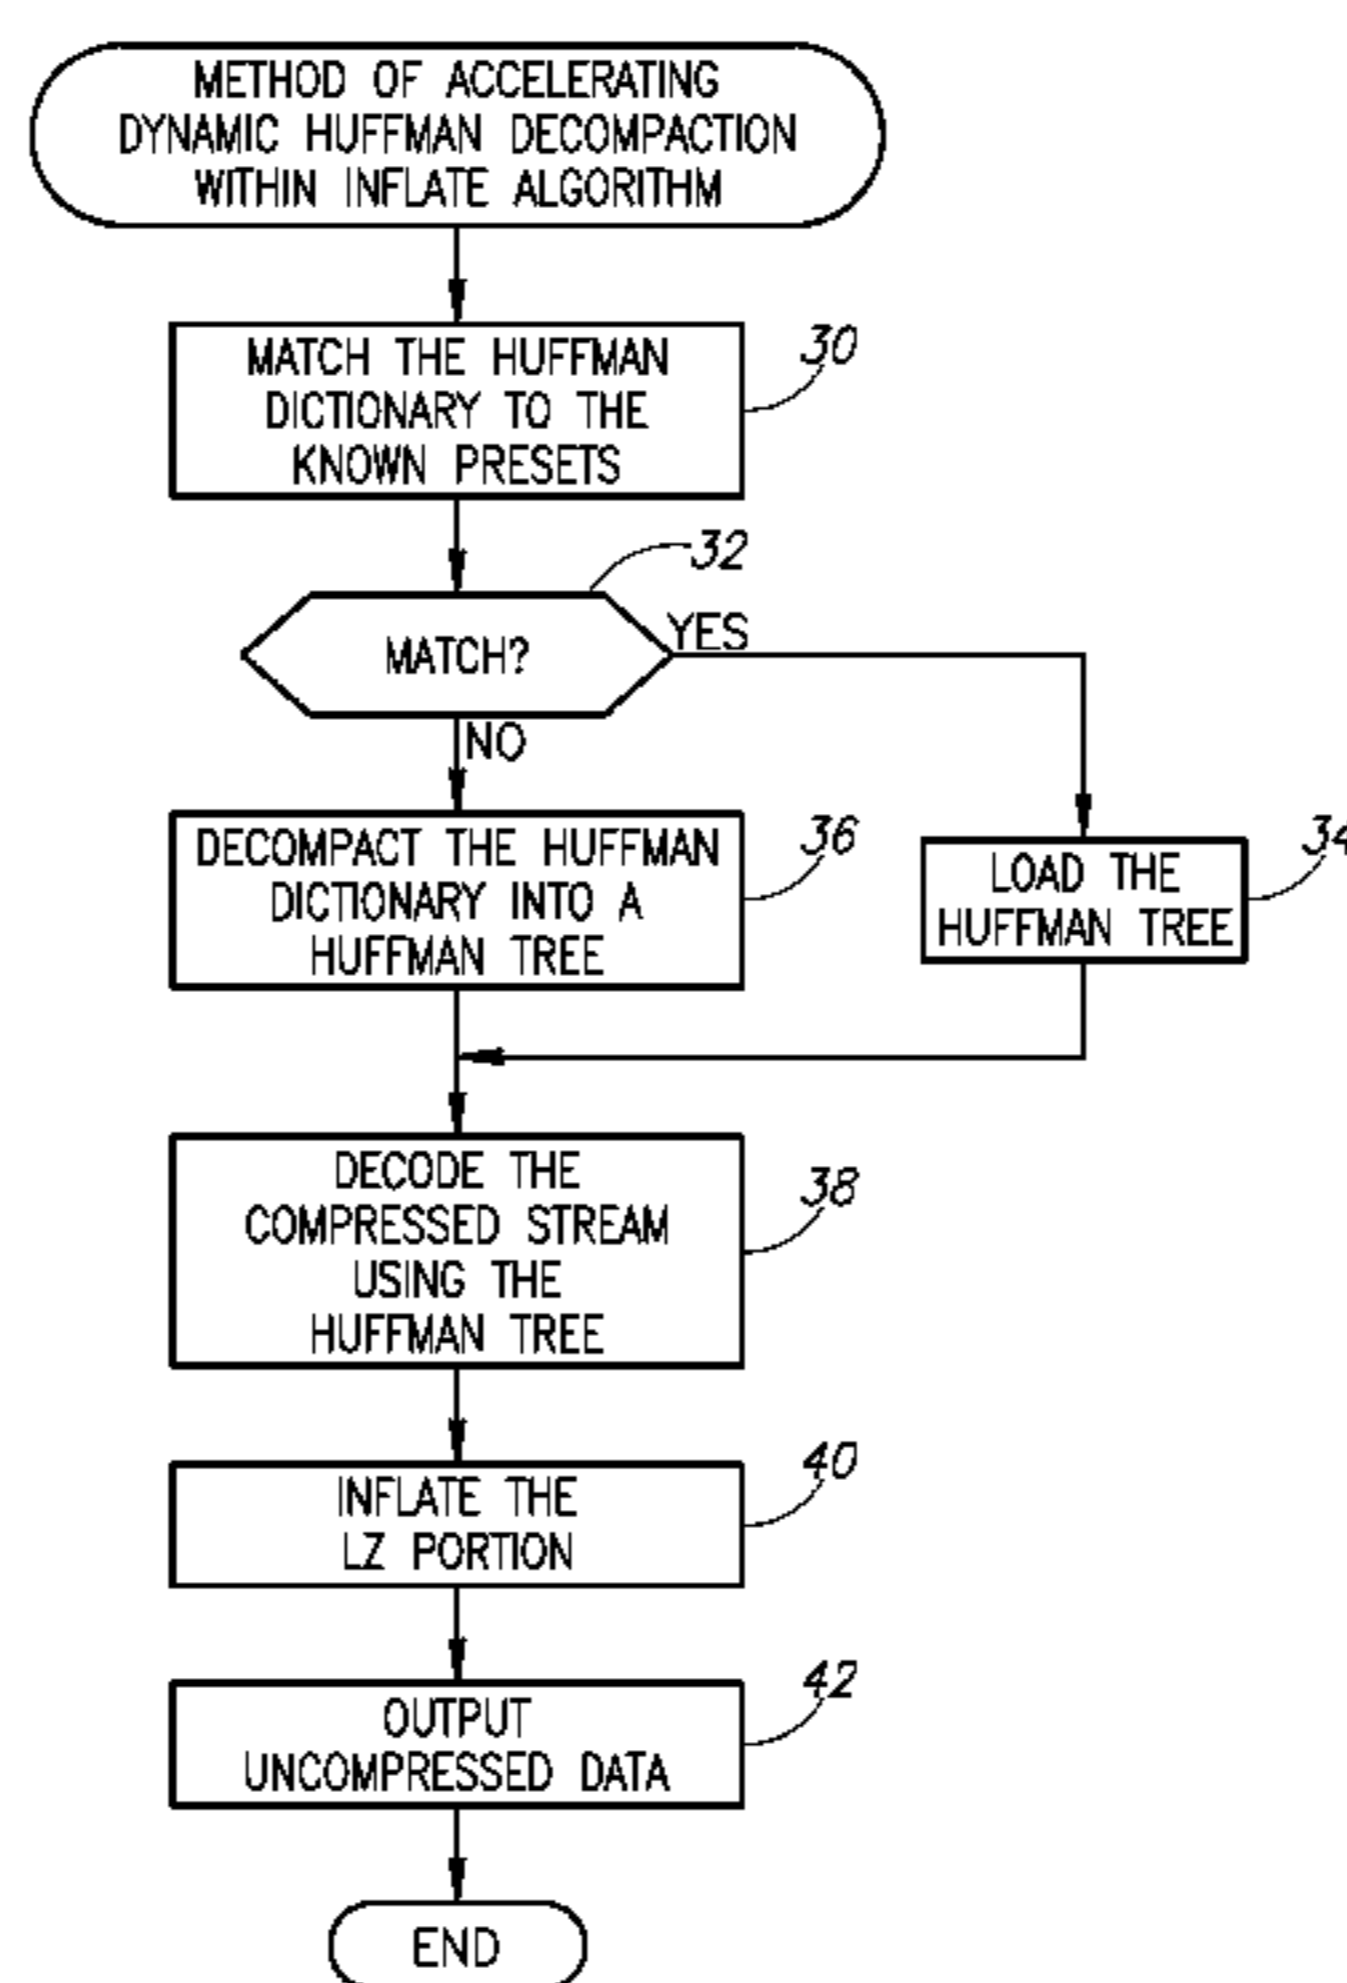 METHOD OF ACCELERATING
DYNAMIC HUFFMAN DECOMPACTION
WITHIN INFLATE ALGORITHM
30
MATCH THE HUFFMAN
DICTIONARY TO THE
KNOWN PRESETS
32
MATCH?
YES
NO
36
DECOMPACT THE HUFFMAN
DICTIONARY INTO A
HUFFMAN TREE
34
LOAD THE
HUFFMAN TREE
38
DECODE THE
COMPRESSED STREAM
USING THE
HUFFMAN TREE
40
INFLATE THE
LZ PORTION
42
OUTPUT
UNCOMPRESSED DATA
END